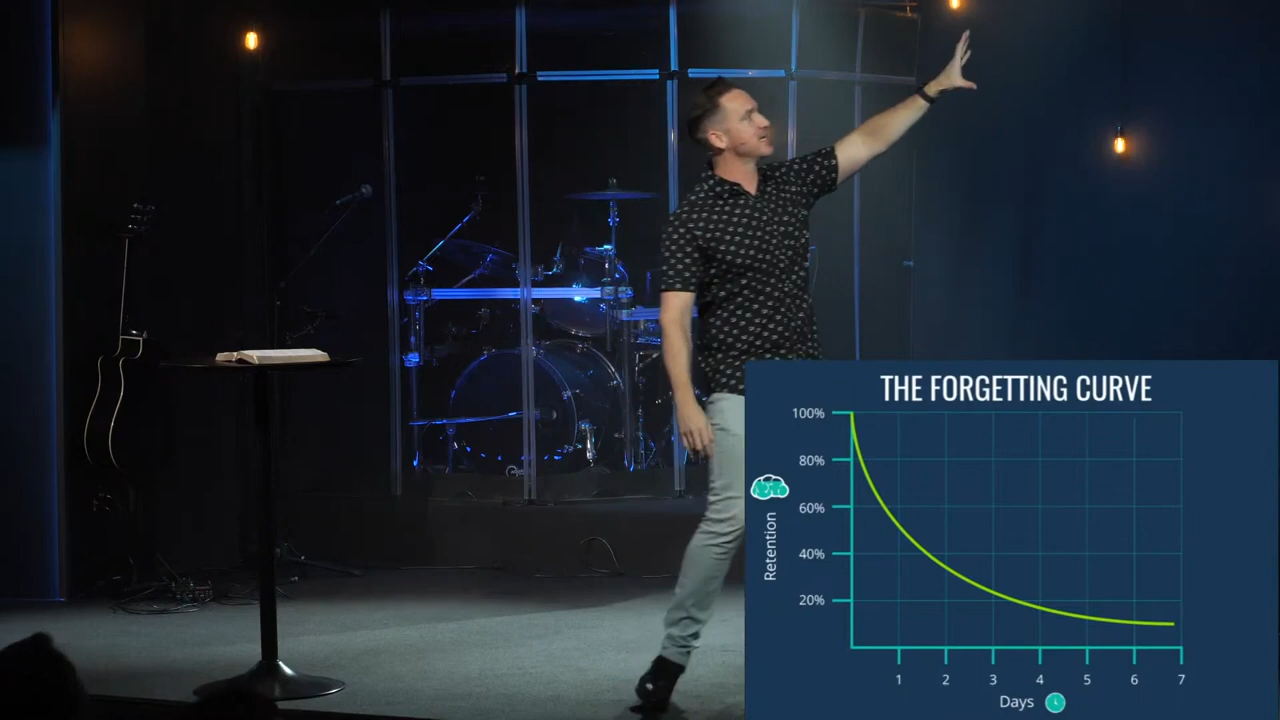 THE FORGETTING CURVE
100%
80%
60%
40%
20%
Retention
1 2 3 4 5 6 7
Days